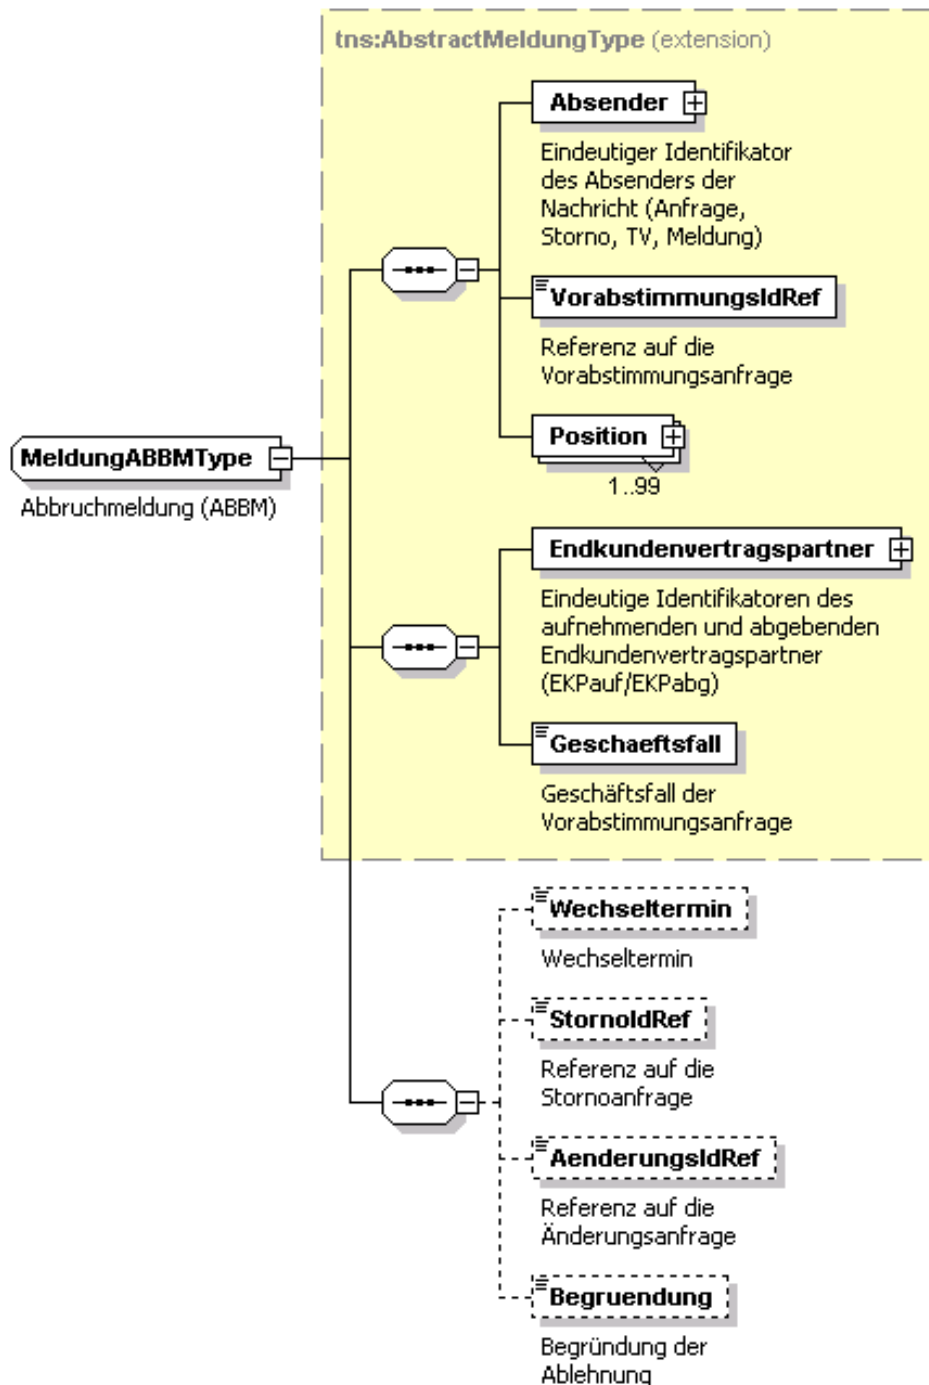 tns:AbstractMeldungType (extension)
Absender
Eindeutiger Identifikator
des Absenders der
Nachricht (Anfrage,
Storno, TV, Meldung)
VorabstimmungsIdRef
Referenz auf die
Vorabstimmungsanfrage
Position
1..99
MeldungABBMType
Abbruchmeldung (ABBM)
Endkundenvertragspartner
Eindeutige Identifikatoren des
aufnehmenden und abgebenden
Endkundenvertragspartner
(EKPauf/EKPabg)
Geschaeftsfall
Geschäftsfall der
Vorabstimmungsanfrage
Wechseltermin
Wechseltermin
StornoIdRef
Referenz auf die
Stornoanfrage
AenderungsIdRef
Referenz auf die
Änderungsanfrage
Begruendung
Begründung der
Ablehnung